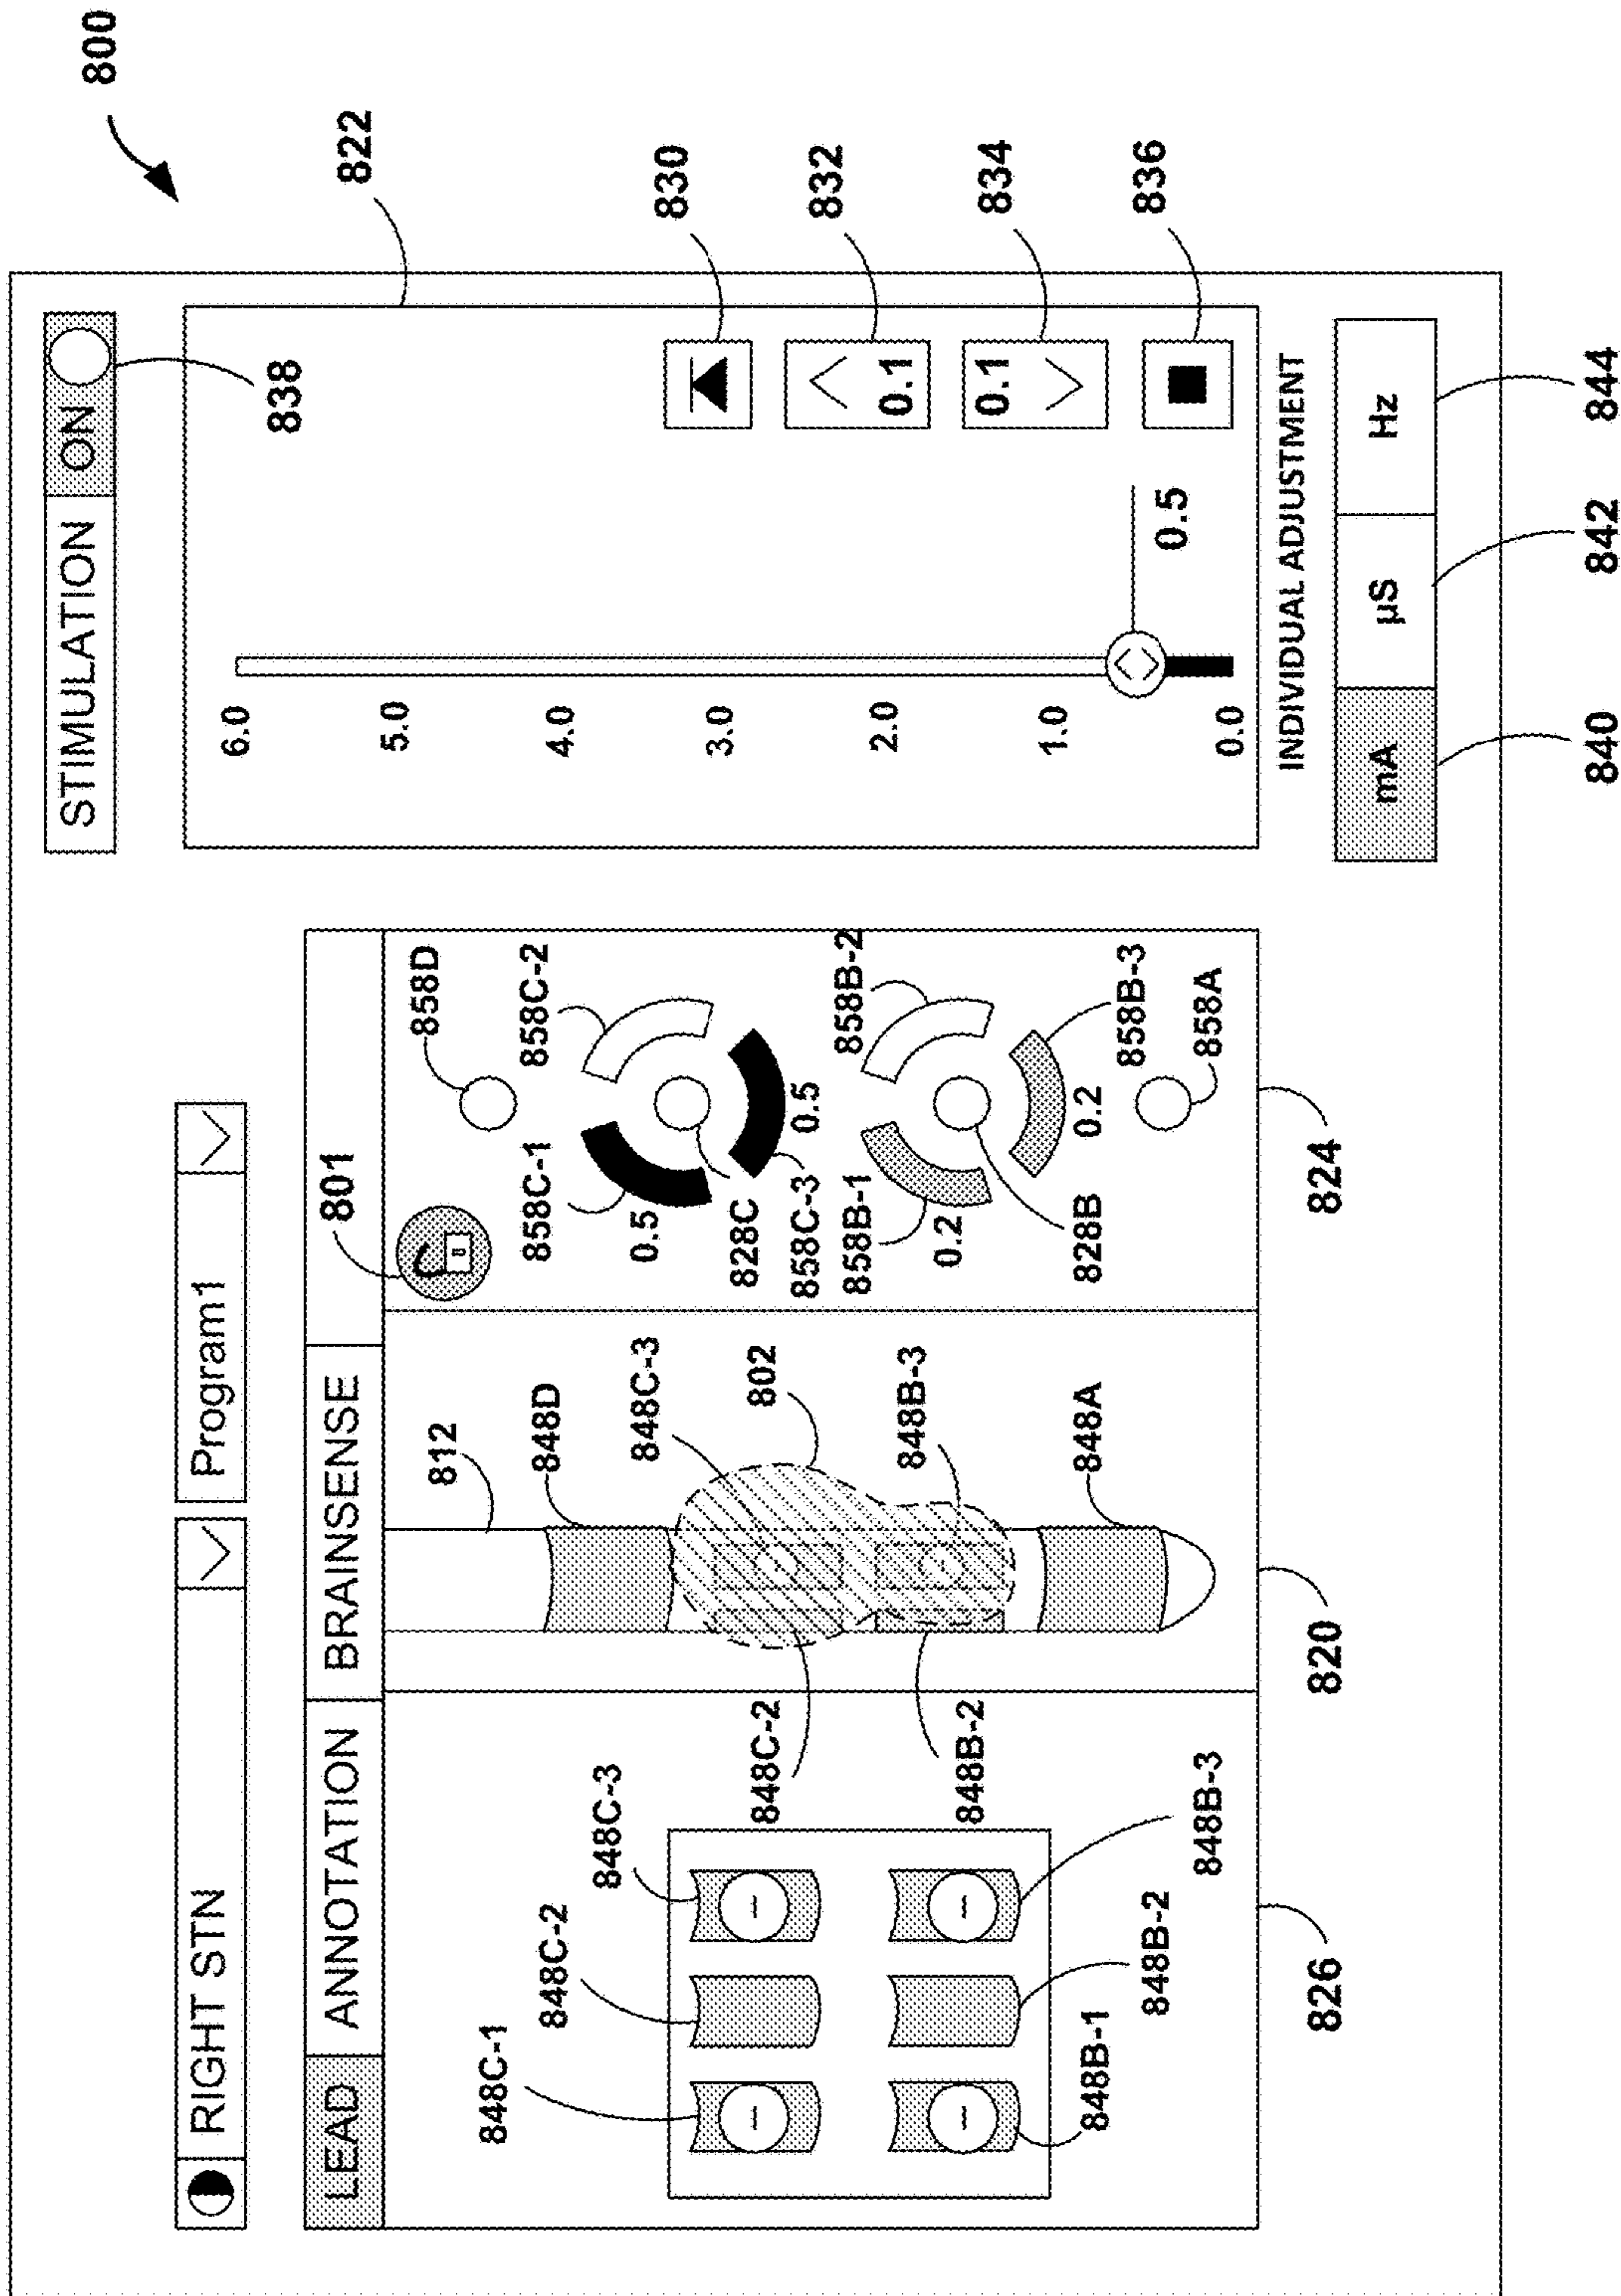 800
RIGHT STN
Program1
STIMULATION ON
838
822
LEAD
ANNOTATION
BRAINSENSE
801
6.0
5.0
4.0
3.0
2.0
1.0
0.0
0.5
830
0.1
832
0.1
834
836
INDIVIDUAL ADJUSTMENT
mA
µS
Hz
840
842
844
848C-1
848C-2
848C-3
848B-1
848B-2
848B-3
826
812
848D
848C-3
802
848C-2
848B-3
848B-2
848A
820
858D
858C-1
858C-2
0.5
0.5
828C
858C-3
858B-1
858B-2
0.2
0.2
828B
858B-3
858A
824